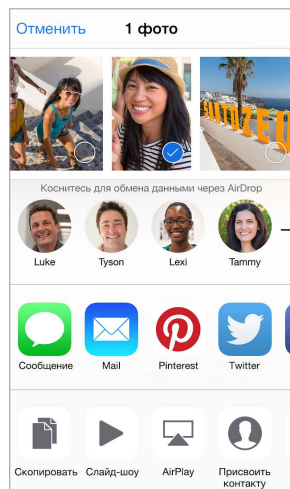 Отменить 1 фото
Коснитесь для обмена данными через AirDrop
Luke Tyson Lexi Tammy
Сообщение Mail Pinterest Twitter
Скопировать Слайд-шоу AirPlay Присвоить
контакту